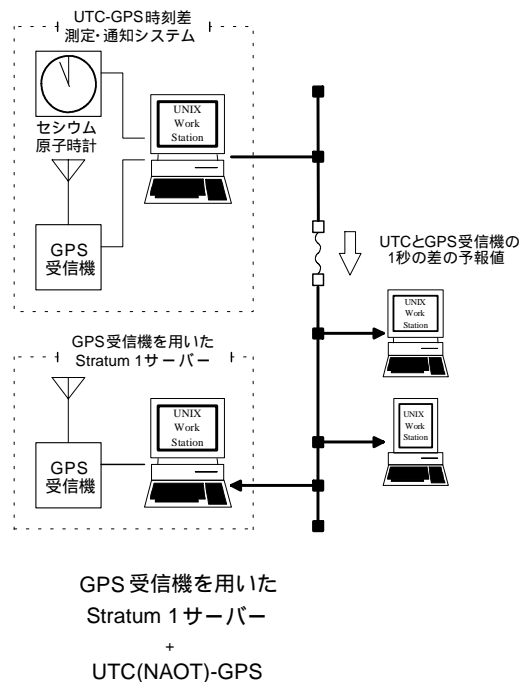 UTC-GPS時刻差
測定・通知システム
UNIX
Work
Station
セシウム
原子時計
GPS
受信機
UTCとGPS受信機の
1秒の差の予報値
UNIX
Work
Station
GPS受信機を用いた
Stratum 1サーバー
UNIX
Work
Station
UNIX
Work
Station
GPS
受信機
GPS受信機を用いた
Stratum 1サーバー
+
UTC(NAOT)-GPS